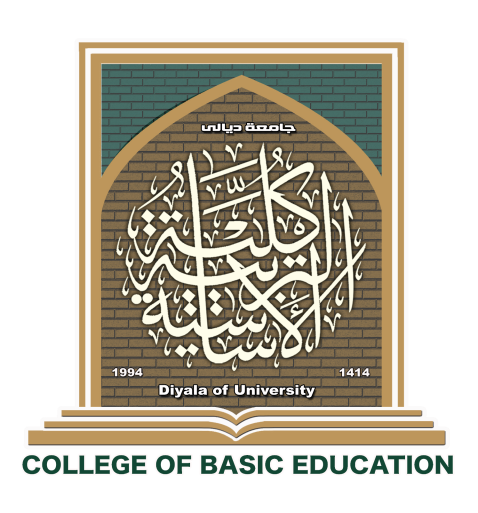 جامعة ديالى
كلية
التربية
الأساسية
1994 1414
Diyala of University
COLLEGE OF BASIC EDUCATION